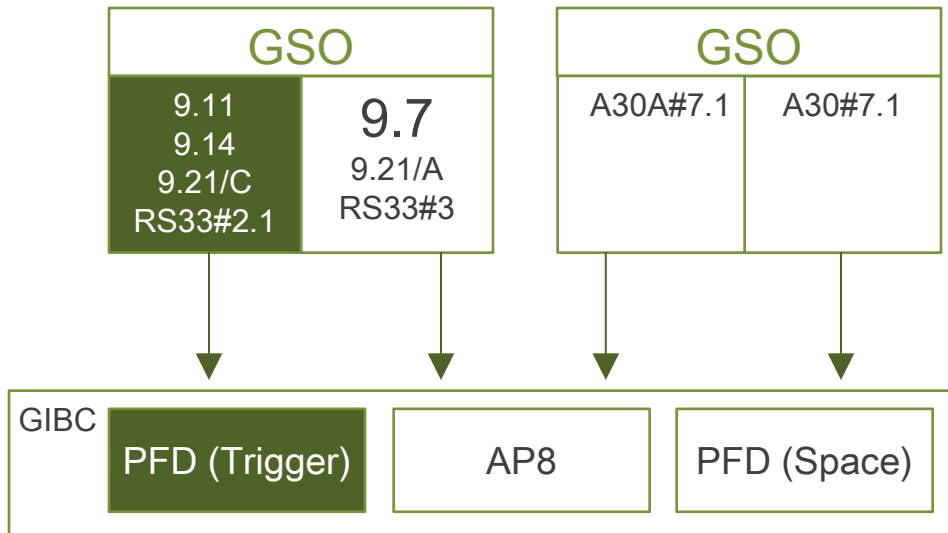 GSO
9.11
9.14
9.21/C
RS33#2.1
9.7
9.21/A
RS33#3
GSO
A30A#7.1
A30#7.1
GIBC
PFD (Trigger)
AP8
PFD (Space)